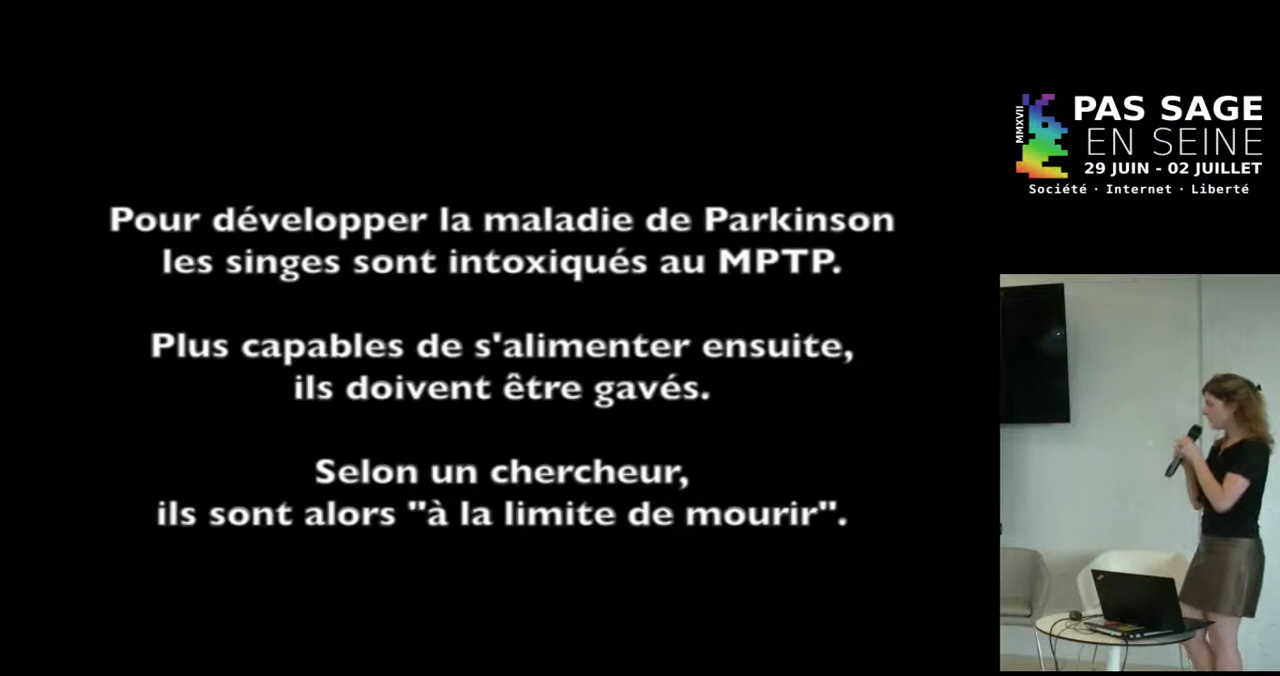 Pour développer la maladie de Parkinson
les singes sont intoxiqués au MPTP.
Plus capables de s'alimenter ensuite,
ils doivent être gavés.
Selon un chercheur,
ils sont alors "à la limite de mourir".
MMXVII
PAS SAGE
EN SEINE
29 JUIN - 02 JUILLET
Société · Internet · Liberté